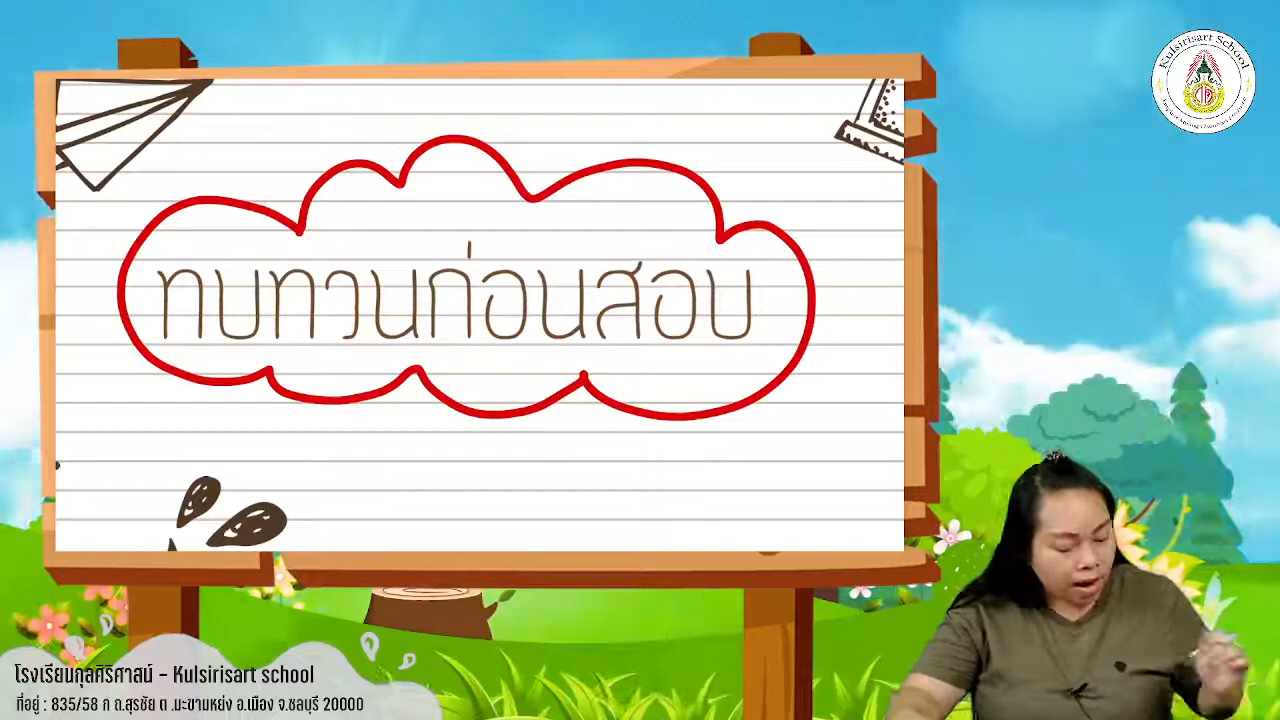 Kulsirisart School
ทบทวนก่อนสอบ
โรงเรียนกุลศิริศาสน์ - Kulsirisart school
ที่อยู่ : 835/58 ก ถ.สุรชัย ต .มะขามหย่ง อ.เมือง จ.ชลบุรี 20000